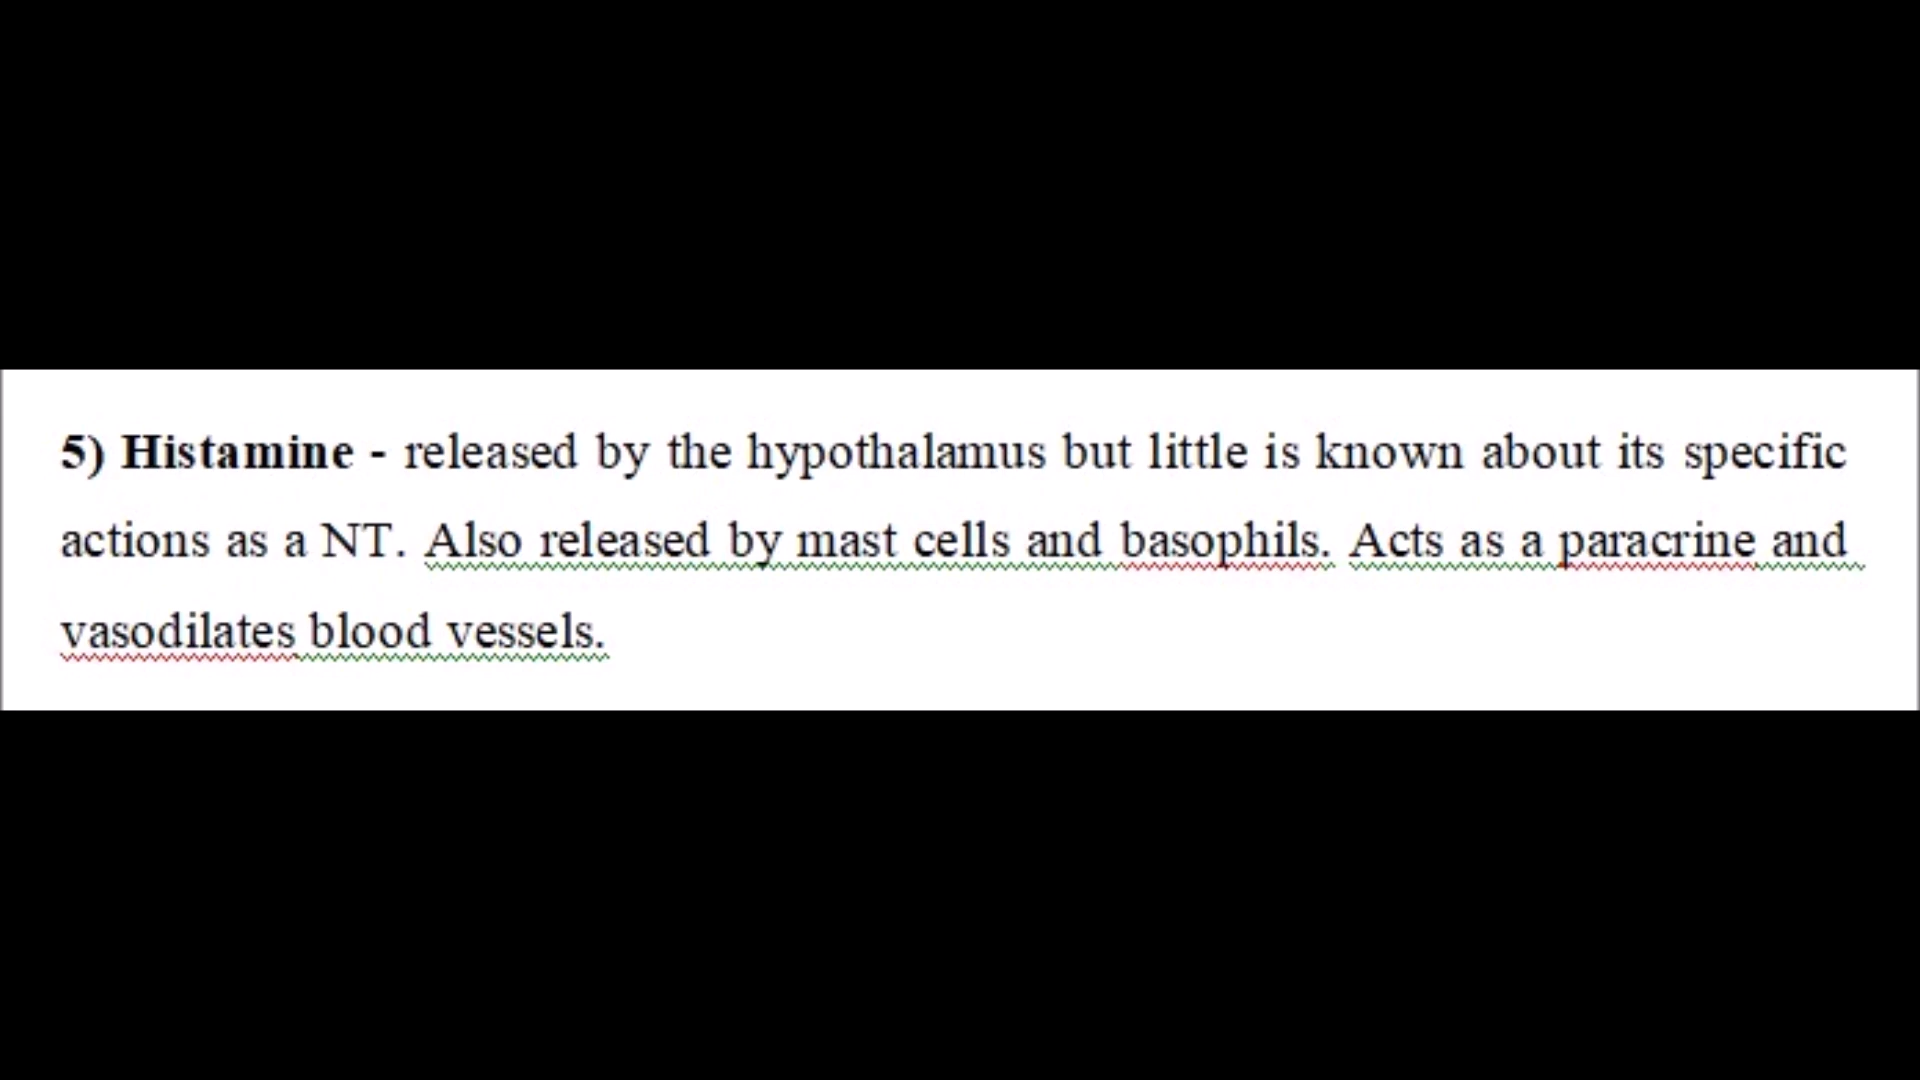 5) Histamine - released by the hypothalamus but little is known about its specific
actions as a NT. Also released by mast cells and basophils. Acts as a paracrine and
vasodilates blood vessels.